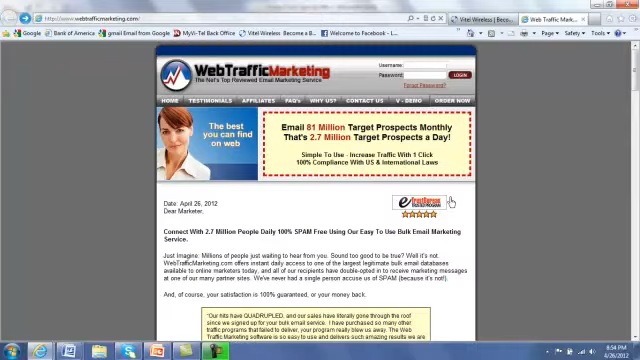 http://www.webtrafficmarketing.com/
Vitel Wireless | Beco...
Web Traffic Mark...
Google
Bank of America
gmail Email from Google
MyVi-Tel Back Office
Vitel Wireless Become a B...
Welcome to Facebook - L...
Page
Safety
Tools
WebTrafficMarketing
The Net's Top Reviewed Email Marketing Service
Username:
Password:
LOGIN
Forgot Password?
HOME
TESTIMONIALS
AFFILIATES
FAQ's
WHY US?
CONTACT US
V - DEMO
ORDER NOW
The best
you can find
on web
Email 81 Million Target Prospects Monthly
That's 2.7 Million Target Prospects a Day!
Simple To Use - Increase Traffic With 1 Click
100% Compliance With US & International Laws
Date: April 26, 2012
Dear Marketer,
eTrustBureau
TRUSTED PROGRAM
Connect With 2.7 Million People Daily 100% SPAM Free Using Our Easy To Use Bulk Email Marketing
Service.
Just Imagine: Millions of people just waiting to hear from you. Sound too good to be true? Well it's not.
WebTrafficMarketing.com offers instant daily access to one of the largest legitimate bulk email databases
available to online marketers today, and all of our recipients have double-opted in to receive marketing messages
at one of our many partner sites. We've never had a single person accuse us of SPAM (because it's not!).
And, of course, your satisfaction is 100% guaranteed, or your money back.
"Our hits have QUADRUPLED, and our sales have literally gone through the roof
since we signed up for your bulk email service. I have purchased so many other
traffic programs that failed to deliver, your program really blew us away. The Web
Traffic Marketing software is so easy to use and delivers such amazing results we are
8:54 PM
4/26/2012